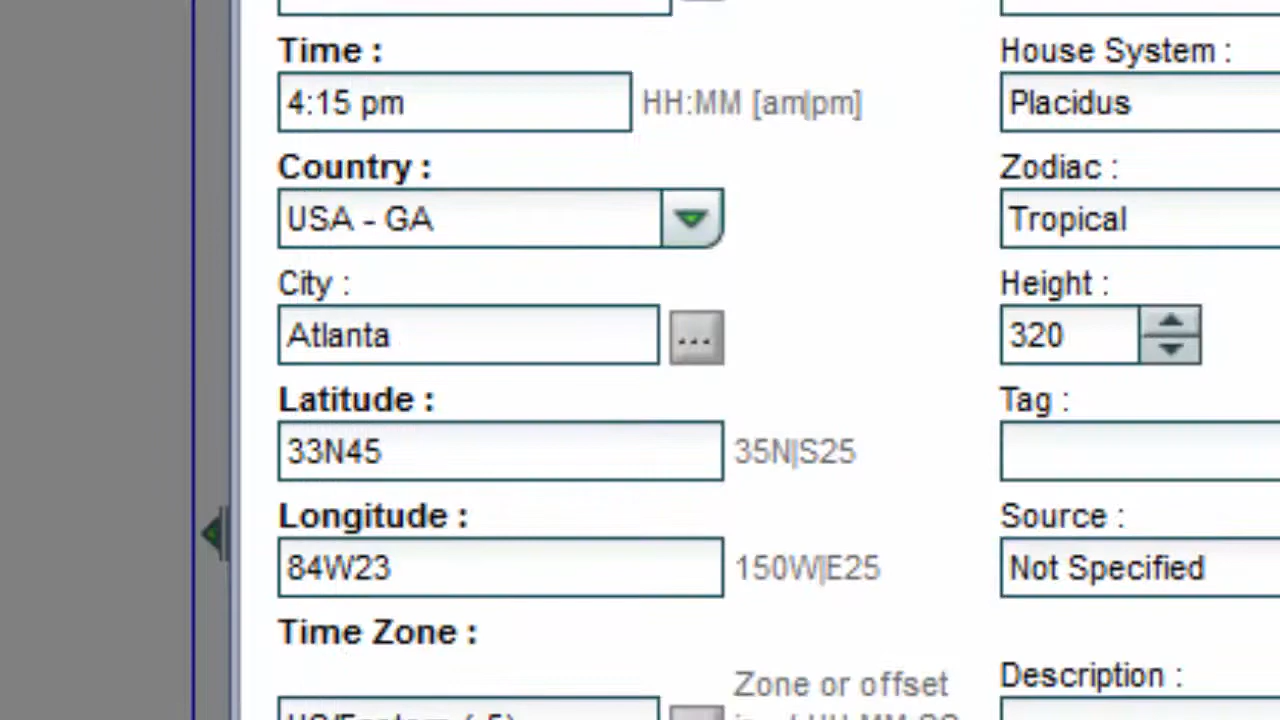 Time :
4:15 pm
HH:MM [am|pm]
Country :
USA - GA
City :
Atlanta
...
Latitude :
33N45
35N|S25
Longitude :
84W23
150W|E25
Time Zone :
Zone or offset
House System :
Placidus
Zodiac :
Tropical
Height :
320
Tag :
Source :
Not Specified
Description :